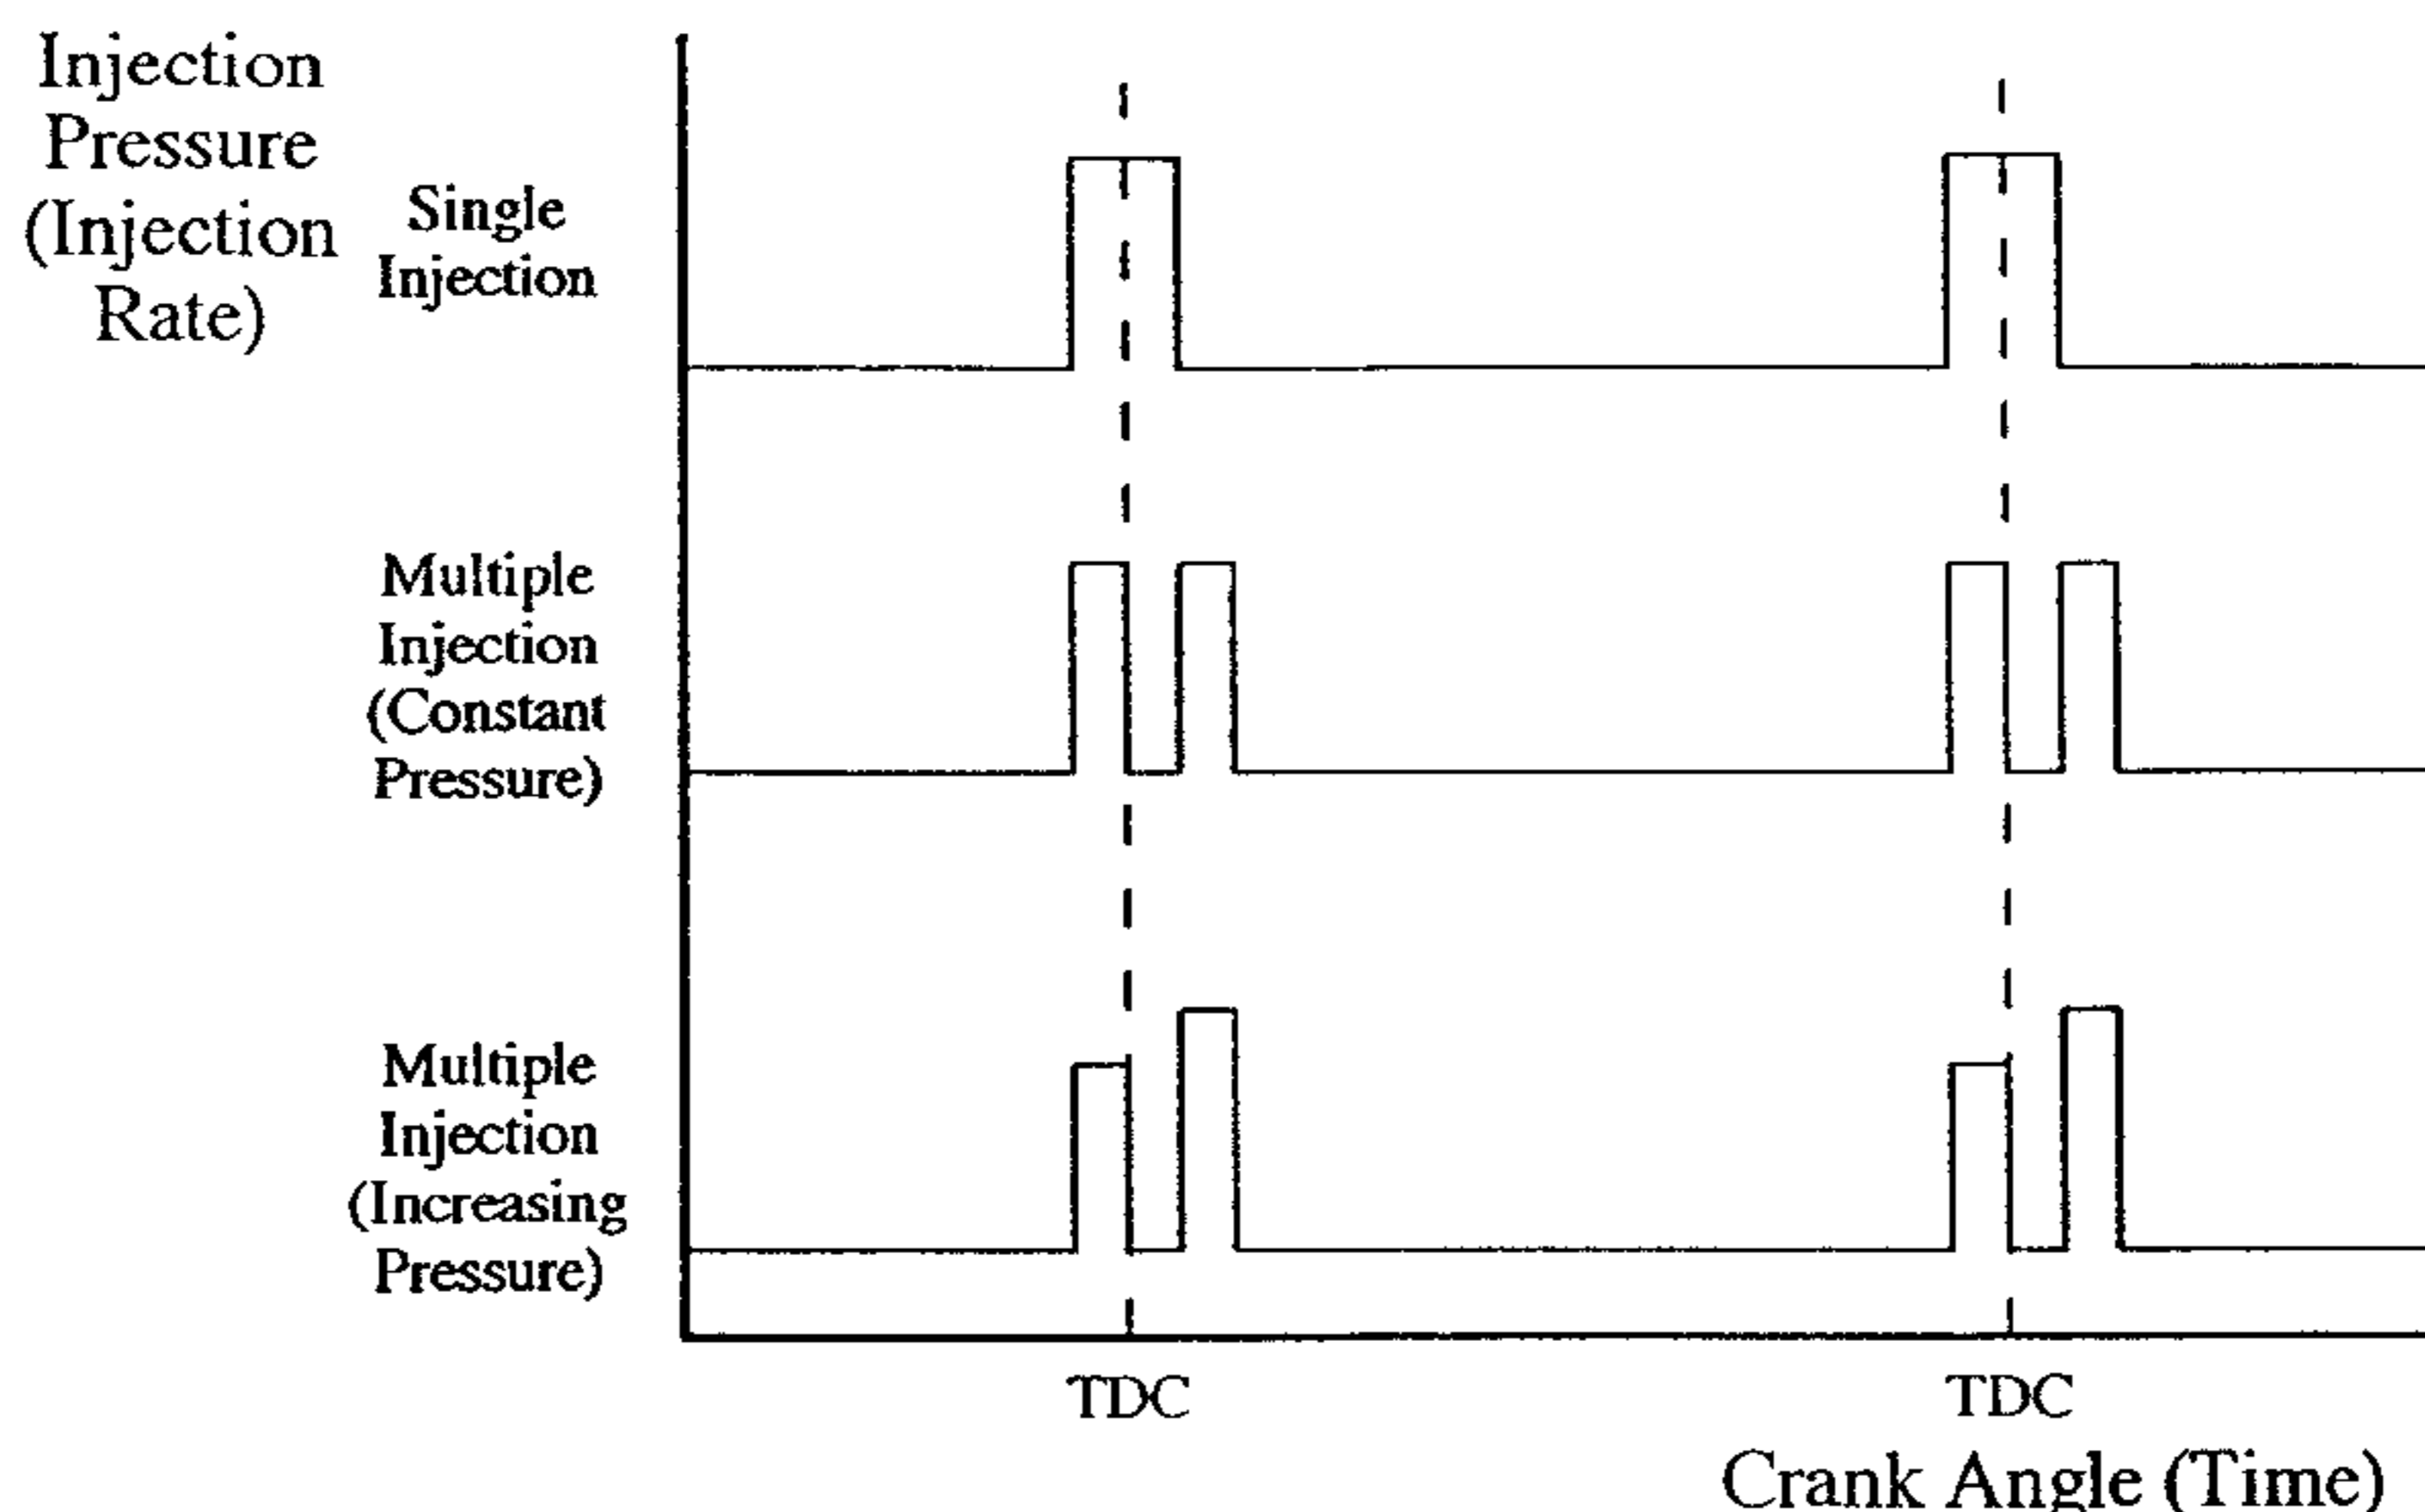 Injection
Pressure
(Injection
Rate)
Single
Injection
Multiple
Injection
(Constant
Pressure)
Multiple
Injection
(Increasing
Pressure)
TDC
TDC
Crank Angle (Time)